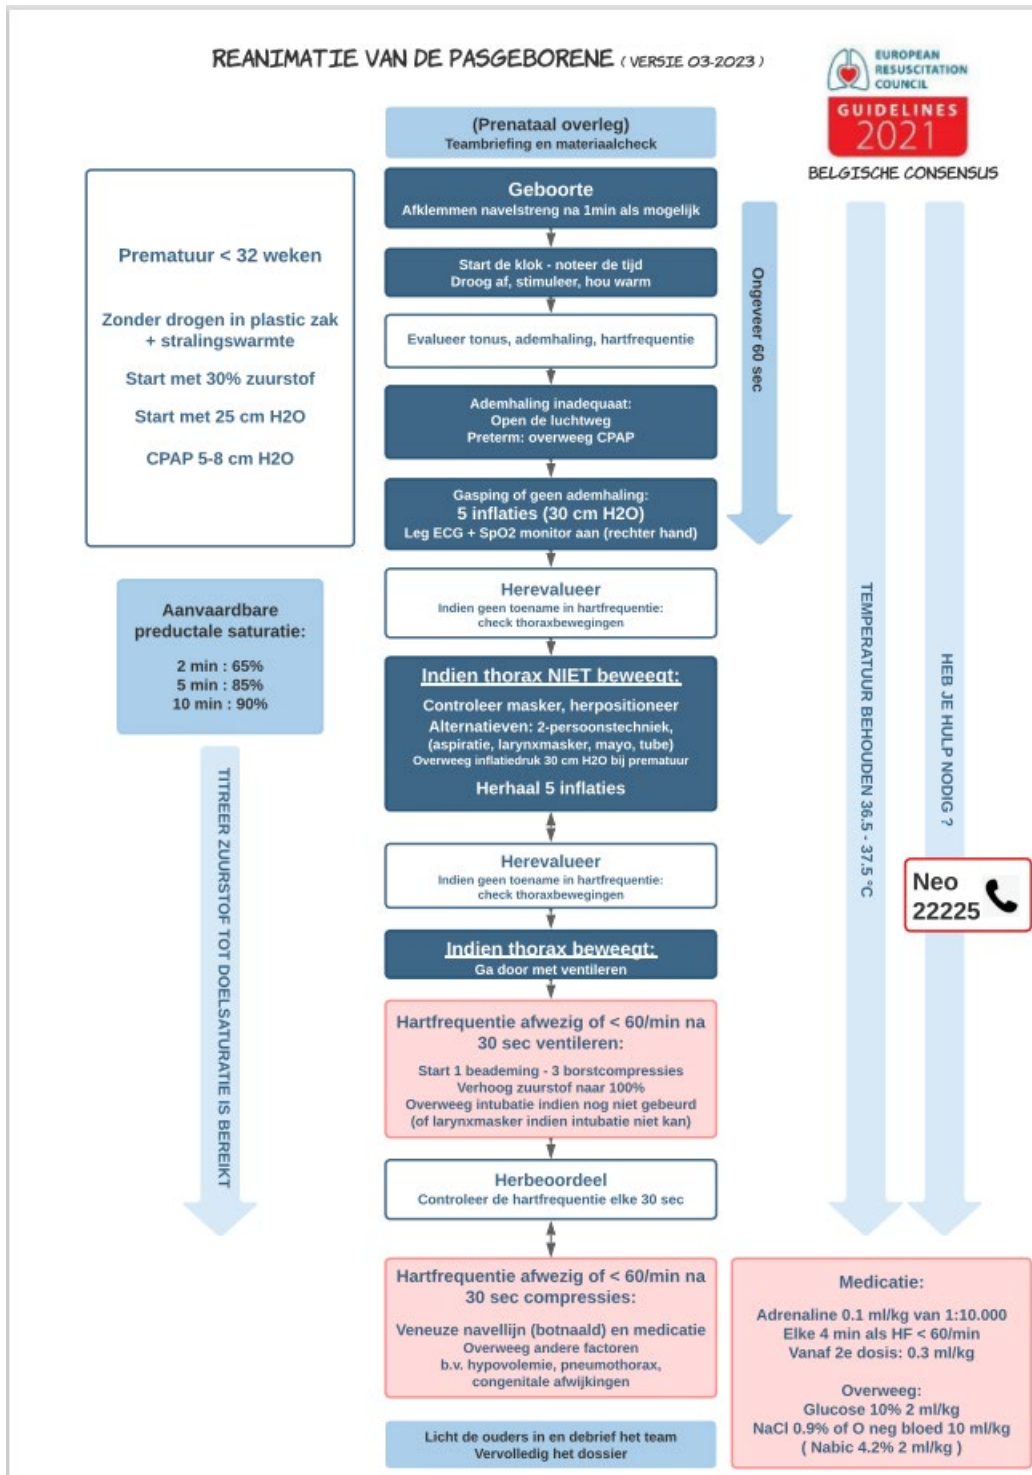 REANIMATIE VAN DE PASGEBORENE ( VERSIE 03-2023 )
EUROPEAN
RESUSCITATION
COUNCIL
GUIDELINES
2021
BELGISCHE CONSENSUS
(Prenataal overleg)
Teambriefing en materiaalcheck
Geboorte
Afklemmen navelstreng na 1min als mogelijk
Start de klok - noteer de tijd
Droog af, stimuleer, hou warm
Evalueer tonus, ademhaling, hartfrequentie
Ademhaling inadequaat:
Open de luchtweg
Preterm: overweeg CPAP
Gasping of geen ademhaling:
5 inflaties (30 cm H2O)
Leg ECG + SpO2 monitor aan (rechter hand)
Ongeveer 60 sec
Prematuur < 32 weken
Zonder drogen in plastic zak
+ stralingswarmte
Start met 30% zuurstof
Start met 25 cm H2O
CPAP 5-8 cm H2O
Herevalueer
Indien geen toename in hartfrequentie:
check thoraxbewegingen
Aanvaardbare
preductale saturatie:
2 min : 65%
5 min : 85%
10 min : 90%
TITREER ZUURSTOF TOT DOELSATURATIE IS BEREIKT
Indien thorax NIET beweegt:
Controleer masker, herpositioneer
Alternatieven: 2-persoonstechniek,
(aspiratie, larynxmasker, mayo, tube)
Overweeg inflatiedruk 30 cm H2O bij prematuur
Herhaal 5 inflaties
Herevalueer
Indien geen toename in hartfrequentie:
check thoraxbewegingen
Indien thorax beweegt:
Ga door met ventileren
Hartfrequentie afwezig of < 60/min na
30 sec ventileren:
Start 1 beademing - 3 borstcompressies
Verhoog zuurstof naar 100%
Overweeg intubatie indien nog niet gebeurd
(of larynxmasker indien intubatie niet kan)
Herbeoordeel
Controleer de hartfrequentie elke 30 sec
Hartfrequentie afwezig of < 60/min na
30 sec compressies:
Veneuze navellijn (botnaald) en medicatie
Overweeg andere factoren
b.v. hypovolemie, pneumothorax,
congenitale afwijkingen
Licht de ouders in en debrief het team
Vervolledig het dossier
TEMPERATUUR BEHOUDEN 36.5 - 37.5 °C
HEB JE HULP NODIG ?
Neo
22225
Medicatie:
Adrenaline 0.1 ml/kg van 1:10.000
Elke 4 min als HF < 60/min
Vanaf 2e dosis: 0.3 ml/kg
Overweeg:
Glucose 10% 2 ml/kg
NaCl 0.9% of O neg bloed 10 ml/kg
( Nabic 4.2% 2 ml/kg )